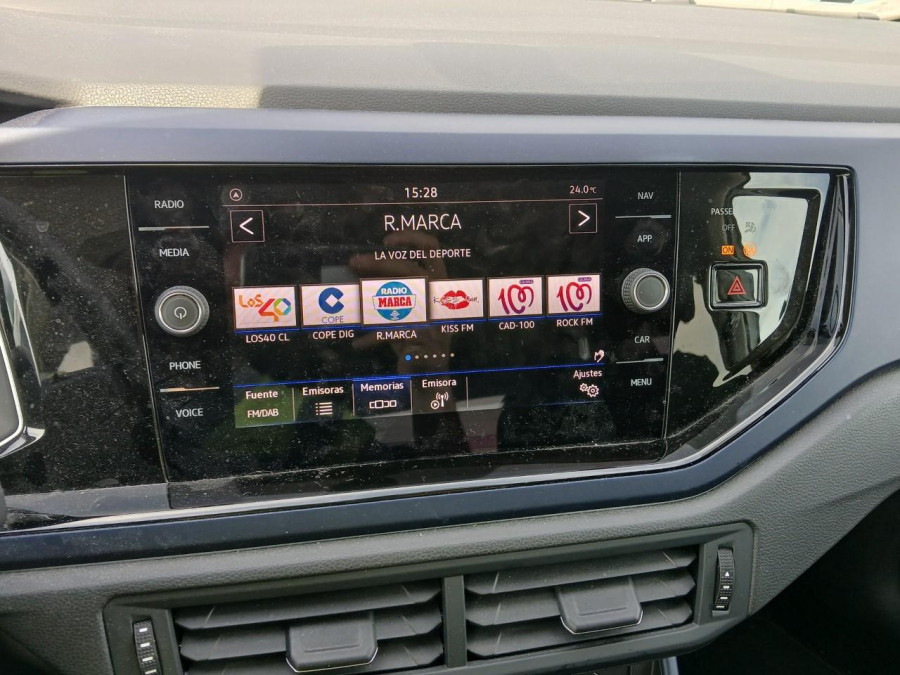 RADIO
MEDIA
PHONE
VOICE
15:28
24.0°C
< R.MARCA >
LA VOZ DEL DEPORTE
LOS 40
COPE
RADIO MARCA
LOS40 CL
COPE DIG
R.MARCA
KISS FM
CAD-100
ROCK FM
Fuente
FM/DAB
Emisoras
Memorias
Emisora
Ajustes
NAV
APP
CAR
MENU
OFF
ON